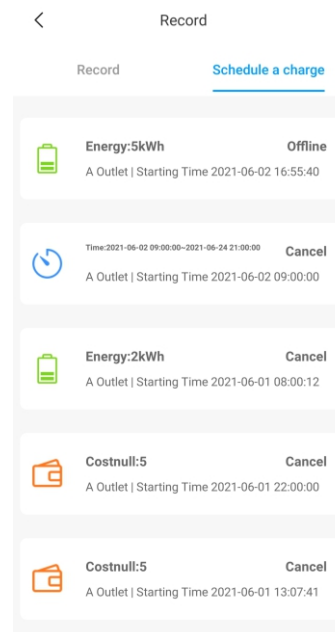 Record
Record Schedule a charge
Energy:5kWh Offline
A Outlet | Starting Time 2021-06-02 16:55:40
Time:2021-06-02 09:00:00~2021-06-24 21:00:00 Cancel
A Outlet | Starting Time 2021-06-02 09:00:00
Energy:2kWh Cancel
A Outlet | Starting Time 2021-06-01 08:00:12
Costnull:5 Cancel
A Outlet | Starting Time 2021-06-01 22:00:00
Costnull:5 Cancel
A Outlet | Starting Time 2021-06-01 13:07:41